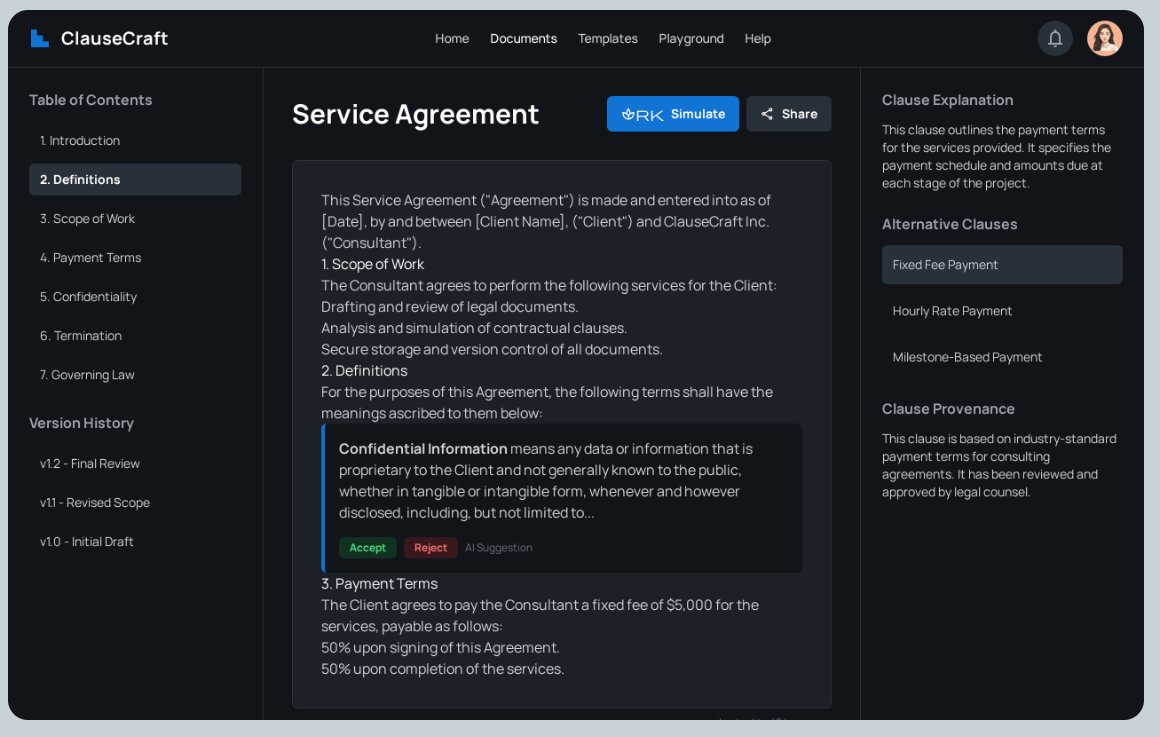 ClauseCraft
Home
Documents
Templates
Playground
Help
Table of Contents
1. Introduction
2. Definitions
3. Scope of Work
4. Payment Terms
5. Confidentiality
6. Termination
7. Governing Law
Version History
v1.2 - Final Review
v1.1 - Revised Scope
v1.0 - Initial Draft
Service Agreement
Simulate
Share
This Service Agreement ("Agreement") is made and entered into as of
[Date], by and between [Client Name], ("Client") and ClauseCraft Inc.
("Consultant").
1. Scope of Work
The Consultant agrees to perform the following services for the Client:
Drafting and review of legal documents.
Analysis and simulation of contractual clauses.
Secure storage and version control of all documents.
2. Definitions
For the purposes of this Agreement, the following terms shall have the
meanings ascribed to them below:
Confidential Information means any data or information that is
proprietary to the Client and not generally known to the public,
whether in tangible or intangible form, whenever and however
disclosed, including, but not limited to...
Accept
Reject
AI Suggestion
3. Payment Terms
The Client agrees to pay the Consultant a fixed fee of $5,000 for the
services, payable as follows:
50% upon signing of this Agreement.
50% upon completion of the services.
Clause Explanation
This clause outlines the payment terms
for the services provided. It specifies the
payment schedule and amounts due at
each stage of the project.
Alternative Clauses
Fixed Fee Payment
Hourly Rate Payment
Milestone-Based Payment
Clause Provenance
This clause is based on industry-standard
payment terms for consulting
agreements. It has been reviewed and
approved by legal counsel.